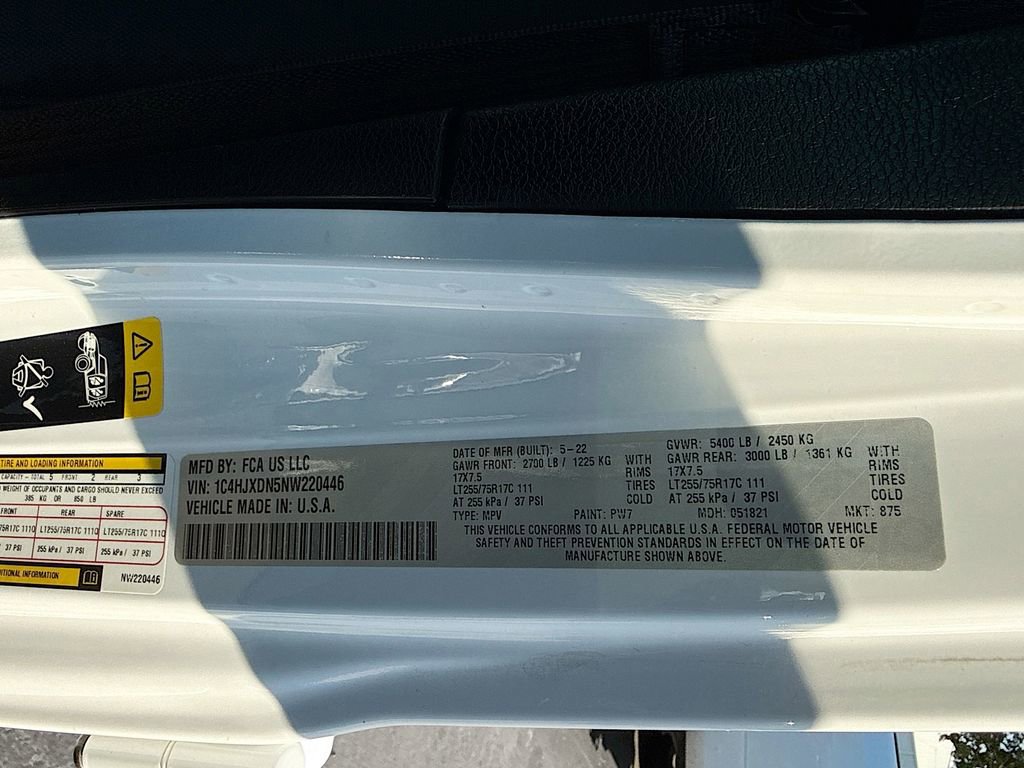 TIRE AND LOADING INFORMATION
CAPACITY - TOTAL 5 FRONT 2 REAR 3
WEIGHT OF OCCUPANTS AND CARGO SHOULD NEVER EXCEED
385 KG OR 850 LB
FRONT REAR SPARE
75R17C 111Q LT255/75R17C 111Q LT255/75R17C 111Q
/ 37 PSI 255 kPa / 37 PSI 255 kPa / 37 PSI
ITIONAL INFORMATION
NW220446
MFD BY: FCA US LLC
VIN: 1C4HJXDN5NW220446
VEHICLE MADE IN: U.S.A.
DATE OF MFR (BUILT): 5-22 GVWR: 5400 LB / 2450 KG
GAWR FRONT: 2700 LB / 1225 KG WITH GAWR REAR: 3000 LB / 1361 KG WITH
17X7.5 RIMS 17X7.5 RIMS
LT255/75R17C 111 TIRES LT255/75R17C 111 TIRES
AT 255 kPa / 37 PSI COLD AT 255 kPa / 37 PSI COLD
TYPE: MPV PAINT: PW7 MDH: 051821 MKT: 875
THIS VEHICLE CONFORMS TO ALL APPLICABLE U.S.A. FEDERAL MOTOR VEHICLE
SAFETY AND THEFT PREVENTION STANDARDS IN EFFECT ON THE DATE OF
MANUFACTURE SHOWN ABOVE.